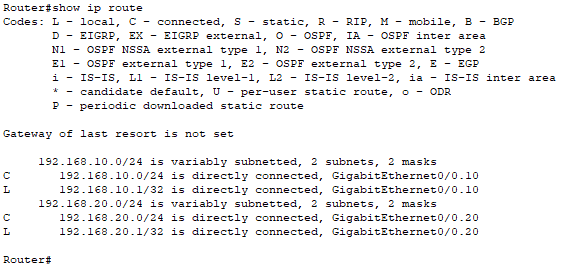 Router#show ip route
Codes: L - local, C - connected, S - static, R - RIP, M - mobile, B - BGP
       D - EIGRP, EX - EIGRP external, O - OSPF, IA - OSPF inter area
       N1 - OSPF NSSA external type 1, N2 - OSPF NSSA external type 2
       E1 - OSPF external type 1, E2 - OSPF external type 2, E - EGP
       i - IS-IS, L1 - IS-IS level-1, L2 - IS-IS level-2, ia - IS-IS inter area
       * - candidate default, U - per-user static route, o - ODR
       P - periodic downloaded static route

Gateway of last resort is not set

     192.168.10.0/24 is variably subnetted, 2 subnets, 2 masks
C       192.168.10.0/24 is directly connected, GigabitEthernet0/0.10
L       192.168.10.1/32 is directly connected, GigabitEthernet0/0.10
     192.168.20.0/24 is variably subnetted, 2 subnets, 2 masks
C       192.168.20.0/24 is directly connected, GigabitEthernet0/0.20
L       192.168.20.1/32 is directly connected, GigabitEthernet0/0.20

Router#